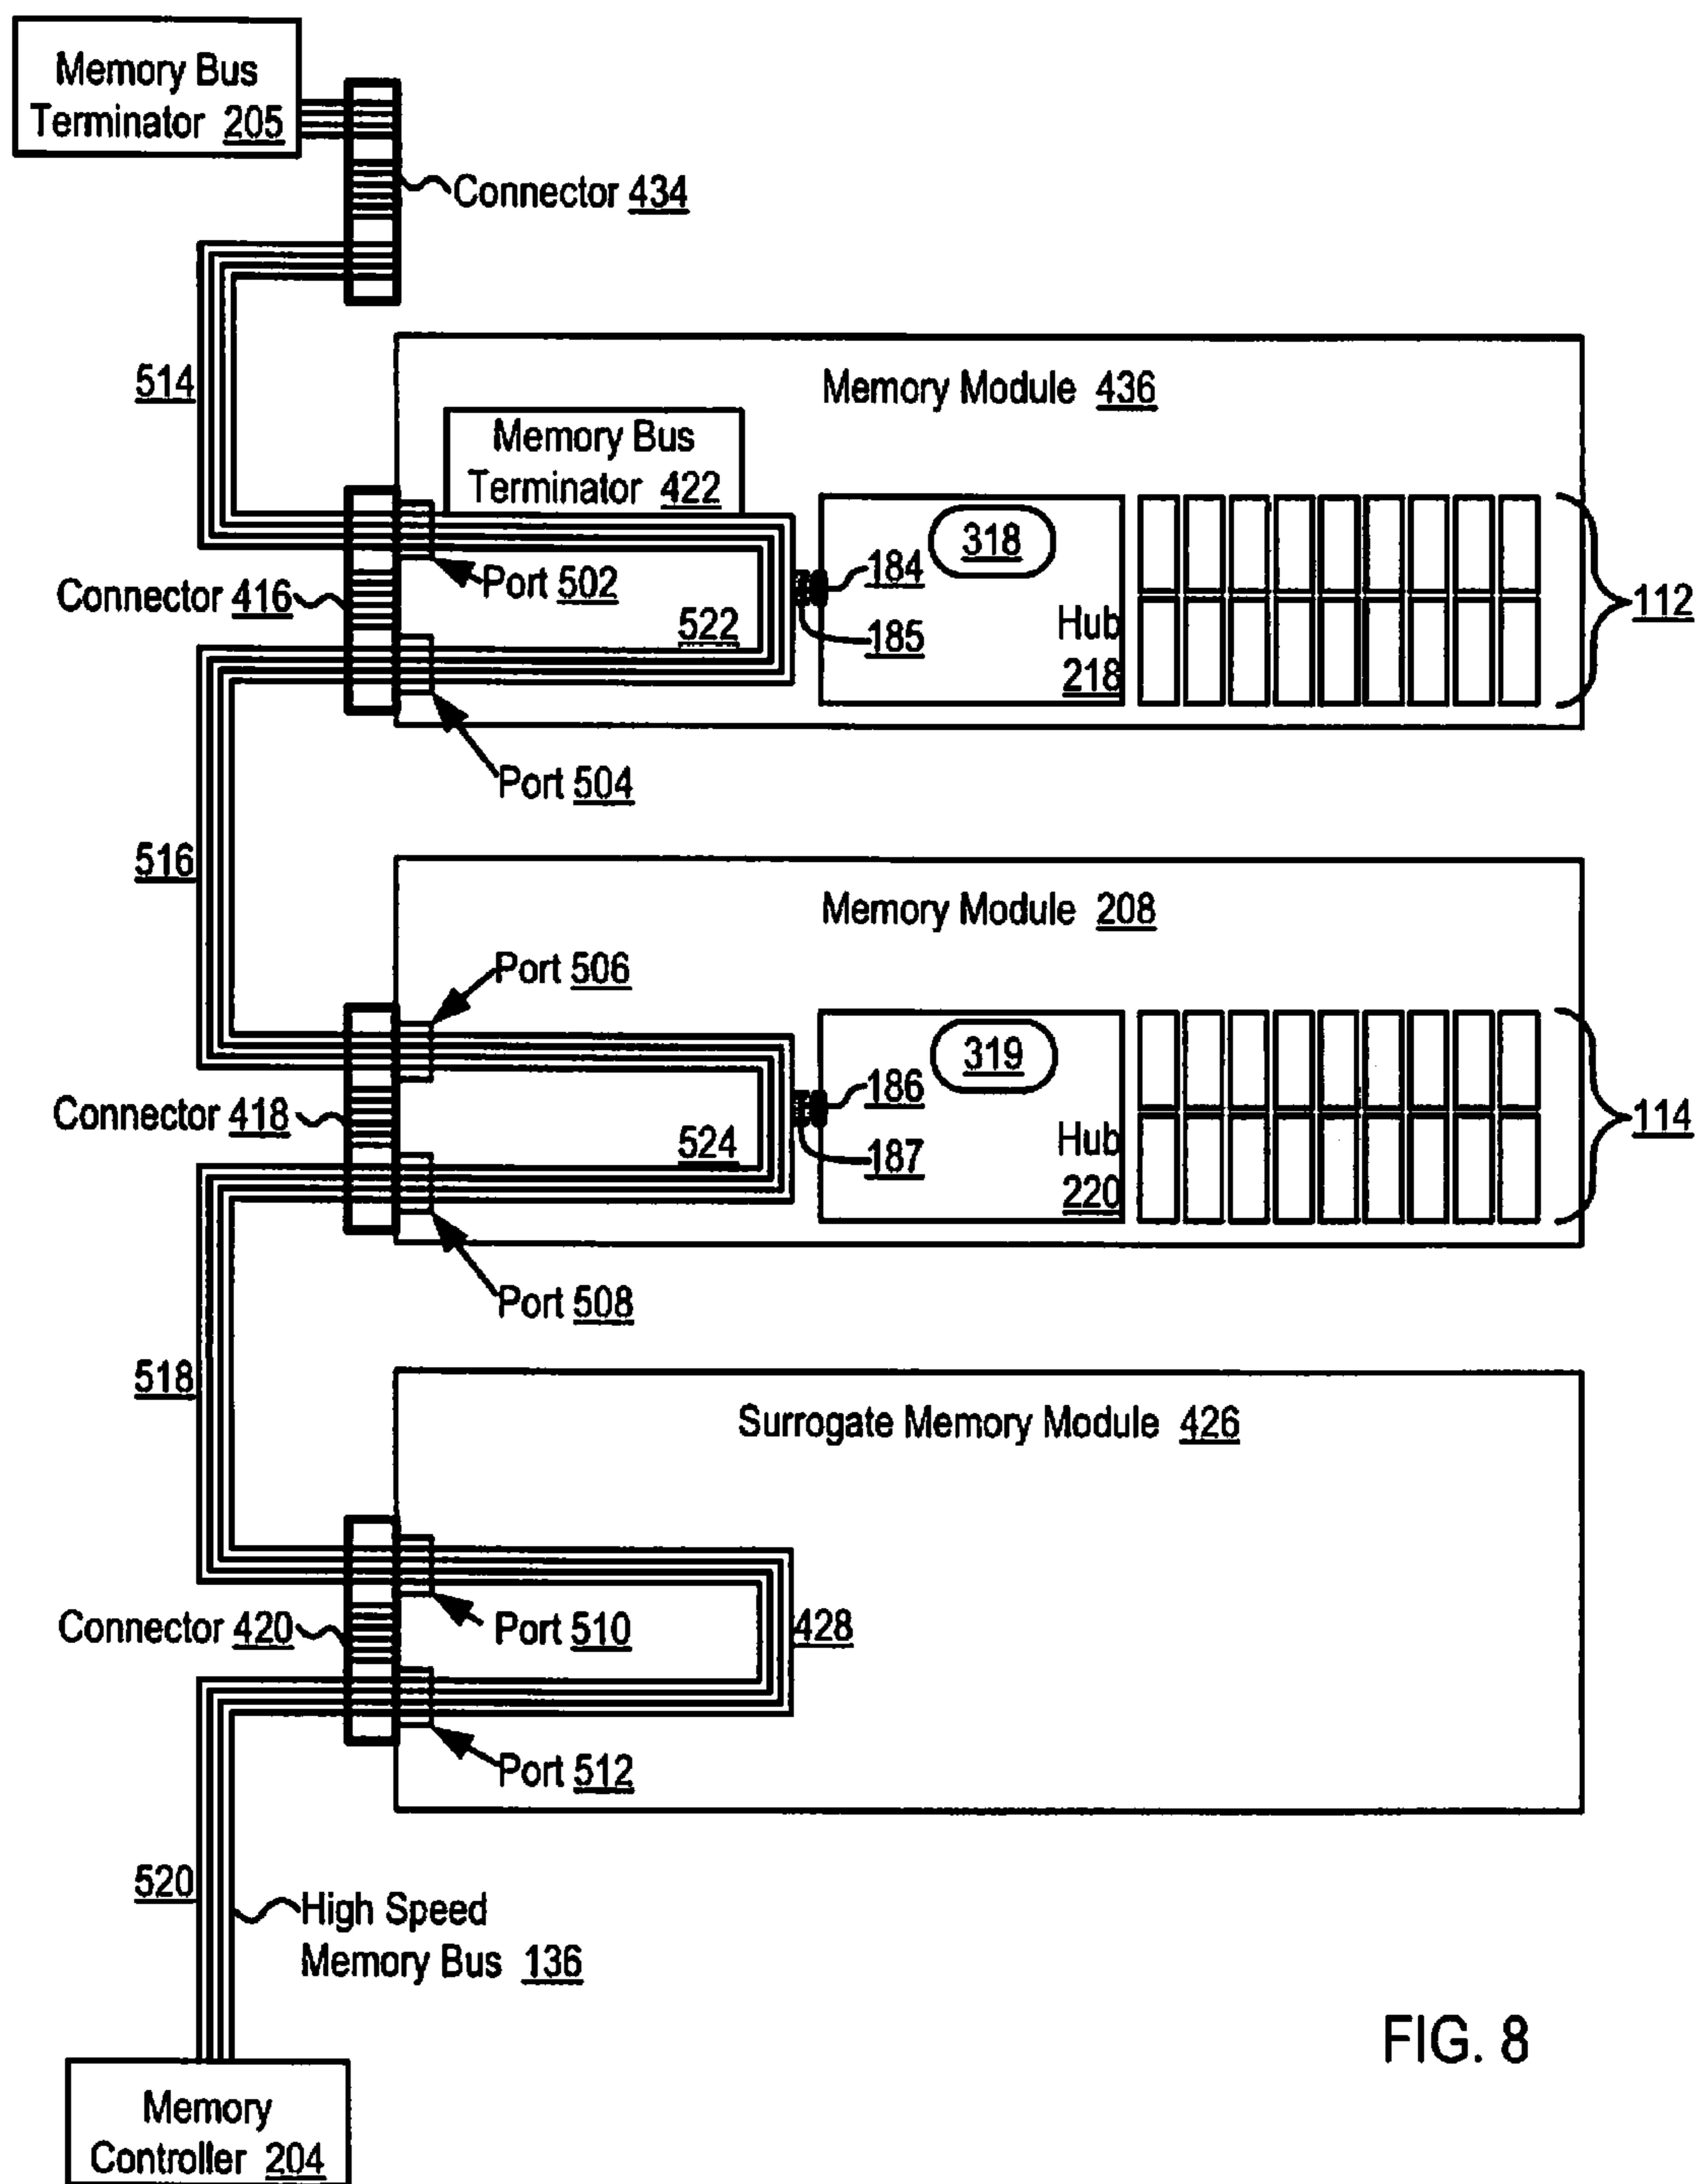 Memory Bus
Terminator 205
Connector 434
514
Memory Module 436
Memory Bus
Terminator 422
318
184
Port 502
Connector 416
522
185
Hub
218
112
Port 504
516
Memory Module 208
Port 506
319
186
Connector 418
524
187
Hub
220
114
Port 508
518
Surrogate Memory Module 426
Connector 420
Port 510
428
Port 512
520
High Speed
Memory Bus 136
FIG. 8
Memory
Controller 204